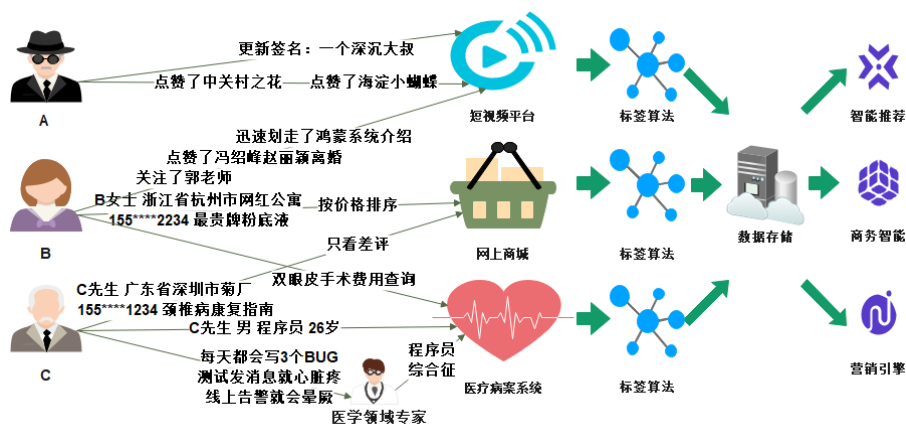 更新签名：一个深沉大叔
点赞了中关村之花 点赞了海淀小蝴蝶
A
短视频平台
标签算法
智能推荐
迅速划走了鸿蒙系统介绍
点赞了冯绍峰赵丽颖离婚
关注了郭老师
B女士 浙江省杭州市网红公寓
155****2234 最贵牌粉底液
按价格排序
B
只看差评
网上商城
标签算法
数据存储
商务智能
双眼皮手术费用查询
C先生 广东省深圳市菊厂
155****1234 颈椎病康复指南
C先生 男 程序员 26岁
C
每天都会写3个BUG
测试发消息就心脏疼
线上告警就会晕厥
程序员
综合征
医学领域专家
医疗病案系统
标签算法
营销引擎